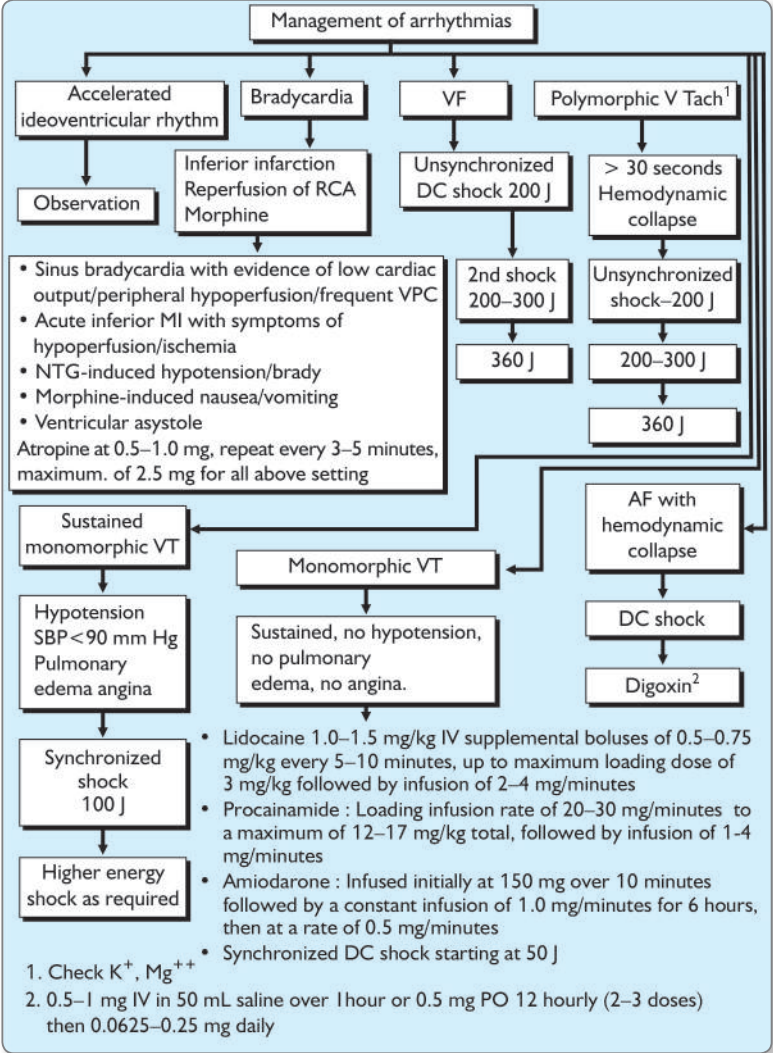 Management of arrhythmias
Accelerated
ideoventricular rhythm
Observation
Bradycardia
Inferior infarction
Reperfusion of RCA
Morphine
• Sinus bradycardia with evidence of low cardiac
output/peripheral hypoperfusion/frequent VPC
• Acute inferior MI with symptoms of
hypoperfusion/ischemia
• NTG-induced hypotension/brady
• Morphine-induced nausea/vomiting
• Ventricular asystole
Atropine at 0.5–1.0 mg, repeat every 3–5 minutes,
maximum. of 2.5 mg for all above setting
VF
Unsynchronized
DC shock 200 J
2nd shock
200–300 J
360 J
Polymorphic V Tach¹
> 30 seconds
Hemodynamic
collapse
Unsynchronized
shock–200 J
200–300 J
360 J
Sustained
monomorphic VT
Hypotension
SBP<90 mm Hg
Pulmonary
edema angina
Synchronized
shock
100 J
Higher energy
shock as required
Monomorphic VT
Sustained, no hypotension,
no pulmonary
edema, no angina.
• Lidocaine 1.0–1.5 mg/kg IV supplemental boluses of 0.5–0.75
mg/kg every 5–10 minutes, up to maximum loading dose of
3 mg/kg followed by infusion of 2–4 mg/minutes
• Procainamide : Loading infusion rate of 20–30 mg/minutes to
a maximum of 12–17 mg/kg total, followed by infusion of 1-4
mg/minutes
• Amiodarone : Infused initially at 150 mg over 10 minutes
followed by a constant infusion of 1.0 mg/minutes for 6 hours,
then at a rate of 0.5 mg/minutes
• Synchronized DC shock starting at 50 J
AF with
hemodynamic
collapse
DC shock
Digoxin²
1. Check K⁺, Mg⁺⁺
2. 0.5–1 mg IV in 50 mL saline over 1hour or 0.5 mg PO 12 hourly (2–3 doses)
then 0.0625–0.25 mg daily